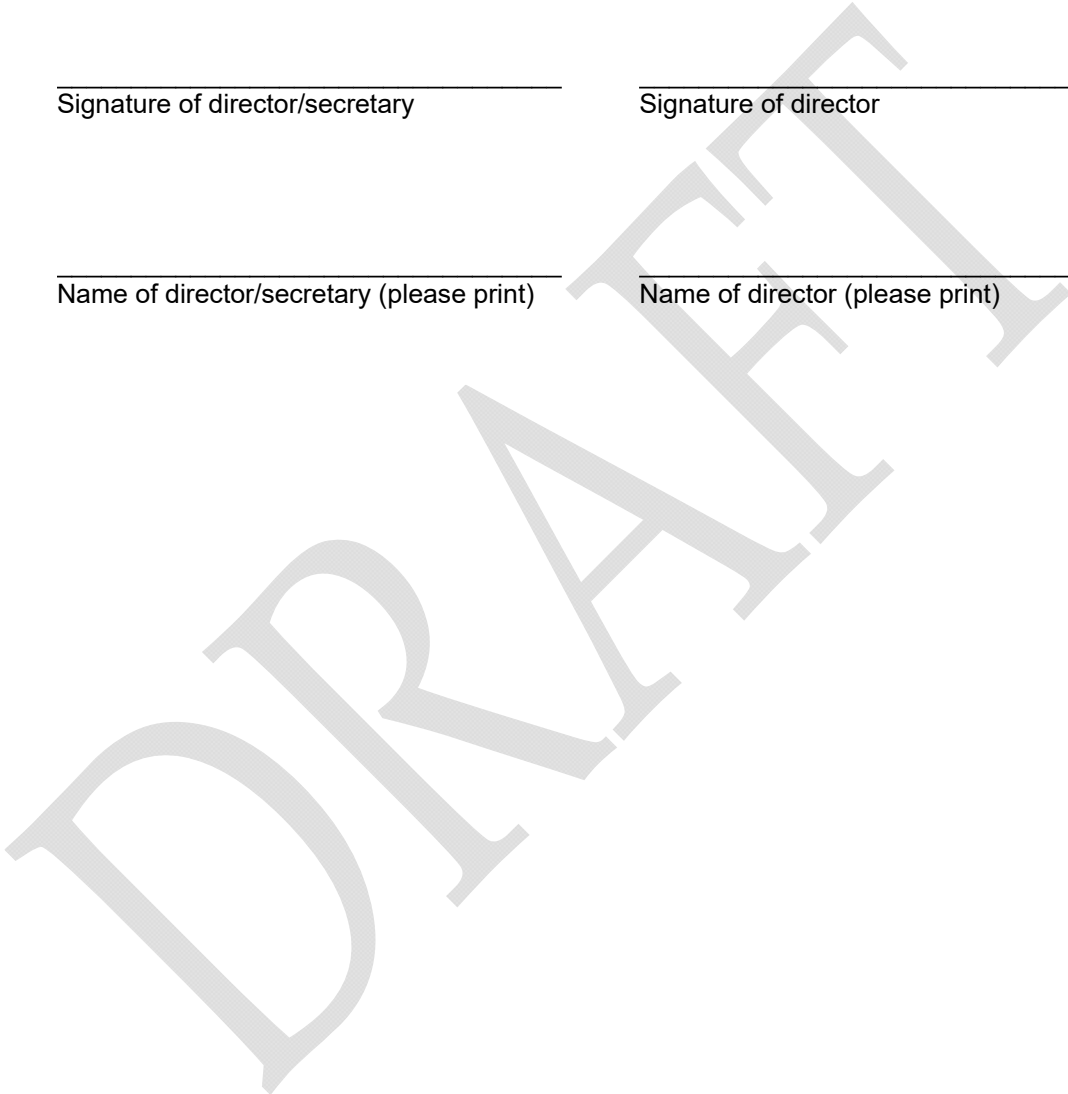 Signature of director/secretary
Signature of director
Name of director/secretary (please print)
Name of director (please print)
DRAFT